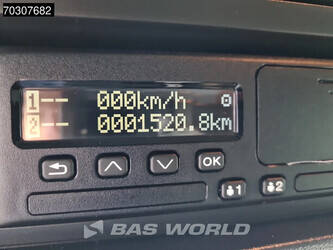 70307682
1-- 000km/h
2-- 0001520.8km
OK
1 2
BAS WORLD